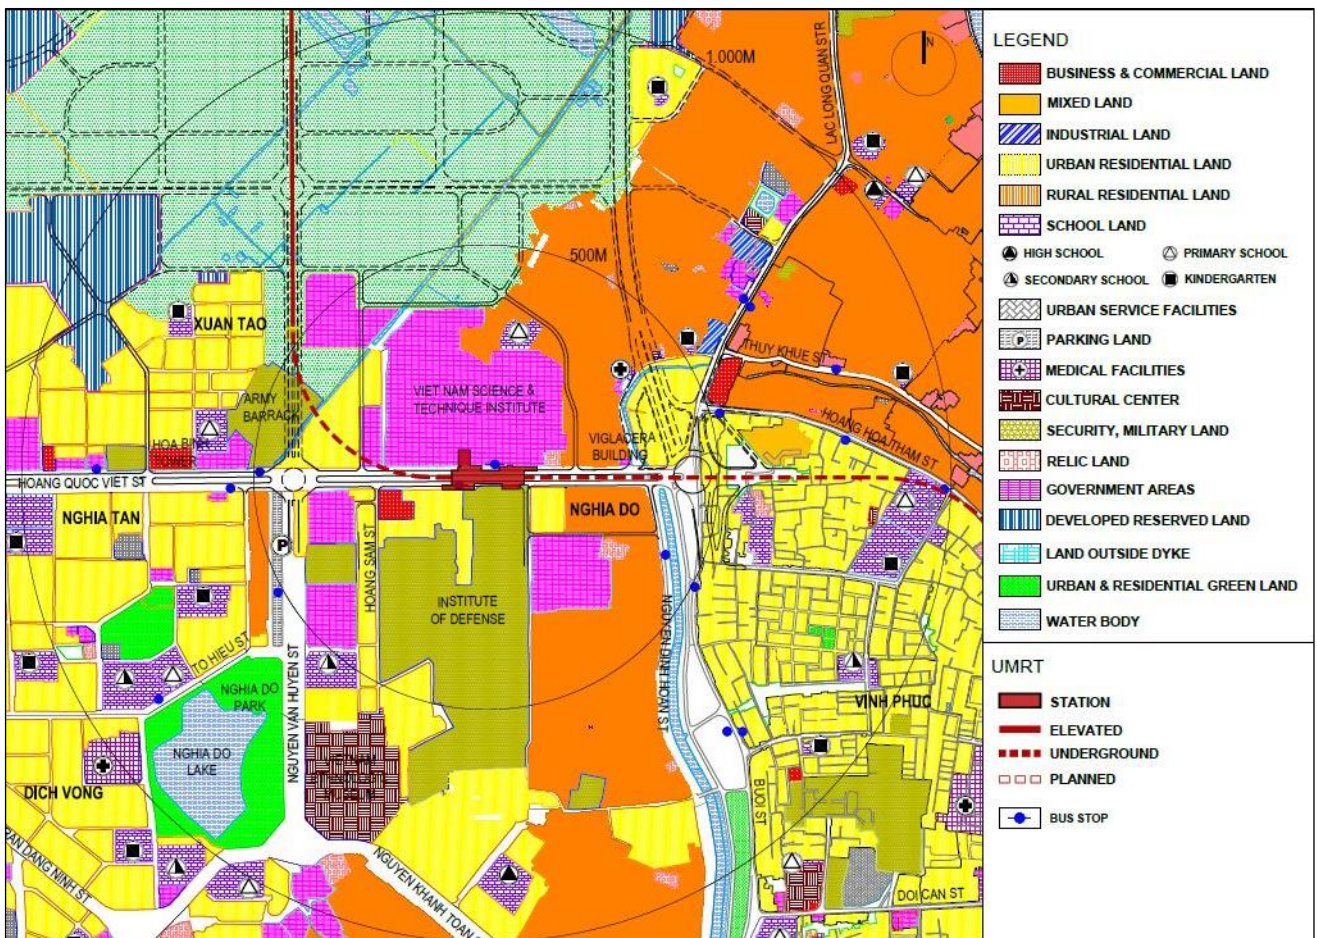 1.000M
N
LAC LONG QUAN STR
500M
XUAN TAO
THUY KHUE ST
ARMY
BARRACK
VIET NAM SCIENCE &
TECHNIQUE INSTITUTE
HOANG HOA THAM ST
HOA BINH
TOWER
VIGLACERA
BUILDING
HOANG QUOC VIET ST
NGHIA TAN
NGHIA DO
P
HOANG SAM ST
INSTITUTE
OF DEFENSE
NGUYEN DINH HOAN ST
TO HIEU ST
NGHIA DO
PARK
NGUYEN VAN HUYEN ST
VINH PHUC
NGHIA DO
LAKE
DICH VONG
BUOI ST
TRAN DANG NINH ST
NGUYEN KHANH TOAN S
DOI CAN ST
LEGEND
BUSINESS & COMMERCIAL LAND
MIXED LAND
INDUSTRIAL LAND
URBAN RESIDENTIAL LAND
RURAL RESIDENTIAL LAND
SCHOOL LAND
HIGH SCHOOL
PRIMARY SCHOOL
SECONDARY SCHOOL
KINDERGARTEN
URBAN SERVICE FACILITIES
P PARKING LAND
MEDICAL FACILITIES
CULTURAL CENTER
SECURITY, MILITARY LAND
RELIC LAND
GOVERNMENT AREAS
DEVELOPED RESERVED LAND
LAND OUTSIDE DYKE
URBAN & RESIDENTIAL GREEN LAND
WATER BODY
UMRT
STATION
ELEVATED
UNDERGROUND
PLANNED
BUS STOP